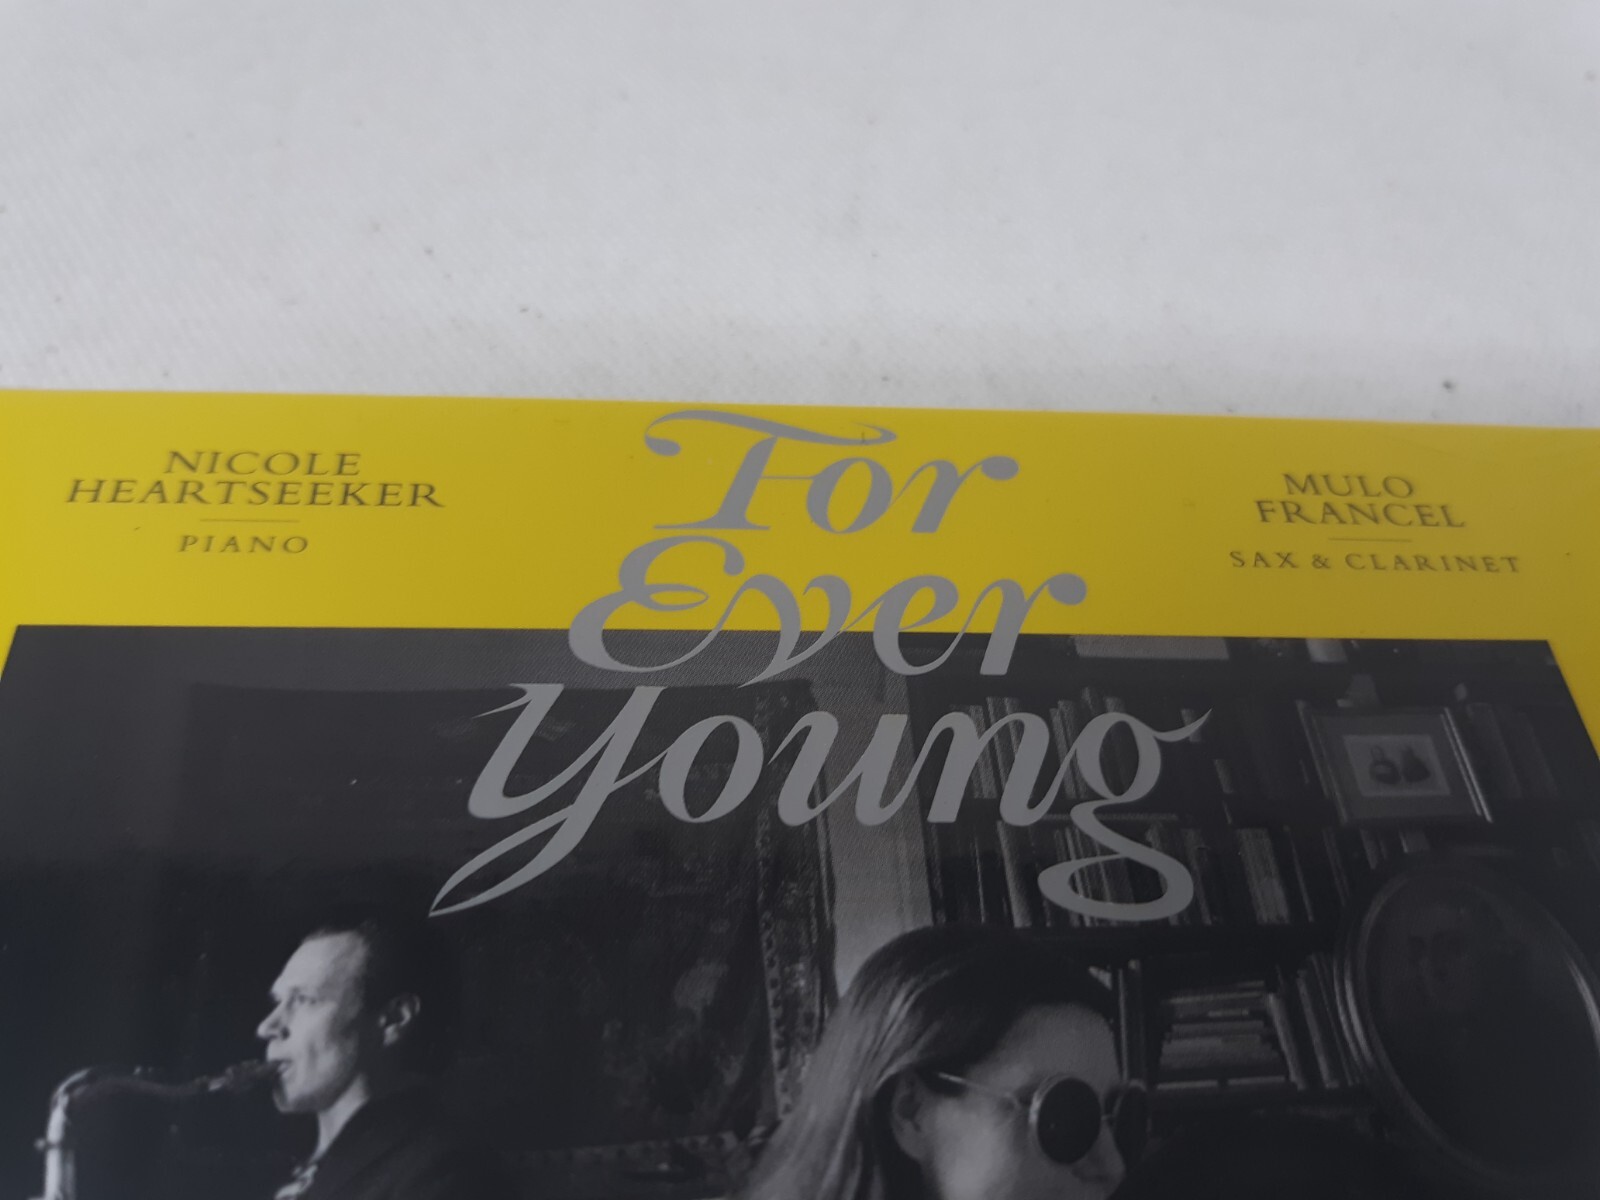 NICOLE
HEARTSEEKER
PIANO
For
Ever
Young
MULO
FRANCEL
SAX & CLARINET